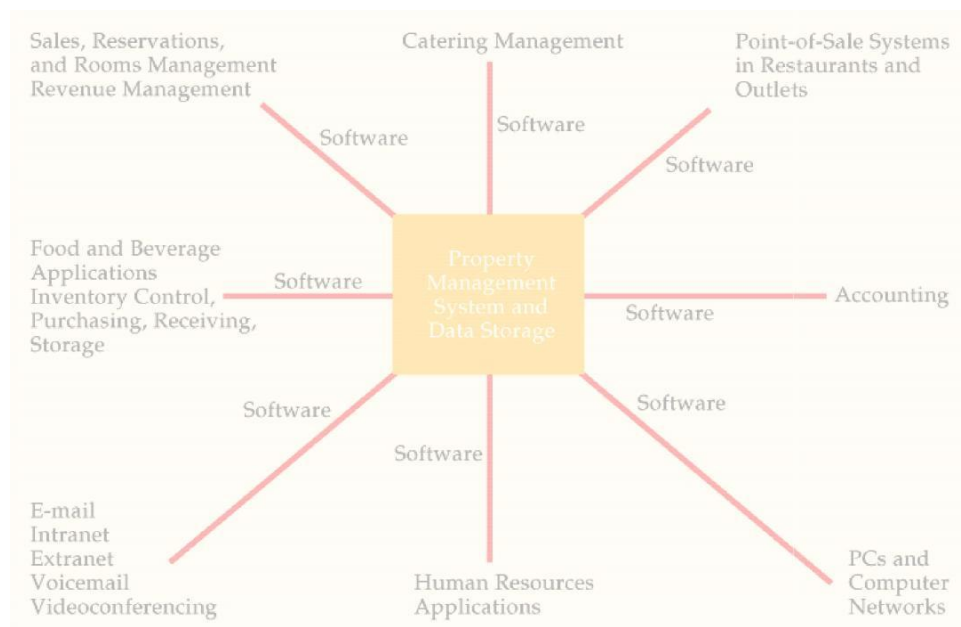 Sales, Reservations,
and Rooms Management
Revenue Management
Catering Management
Point-of-Sale Systems
in Restaurants and
Outlets
Software
Software
Software
Food and Beverage
Applications
Inventory Control,
Purchasing, Receiving,
Storage
Software
Property
Management
System and
Data Storage
Software
Accounting
Software
Software
Software
E-mail
Intranet
Extranet
Voicemail
Videoconferencing
Human Resources
Applications
PCs and
Computer
Networks